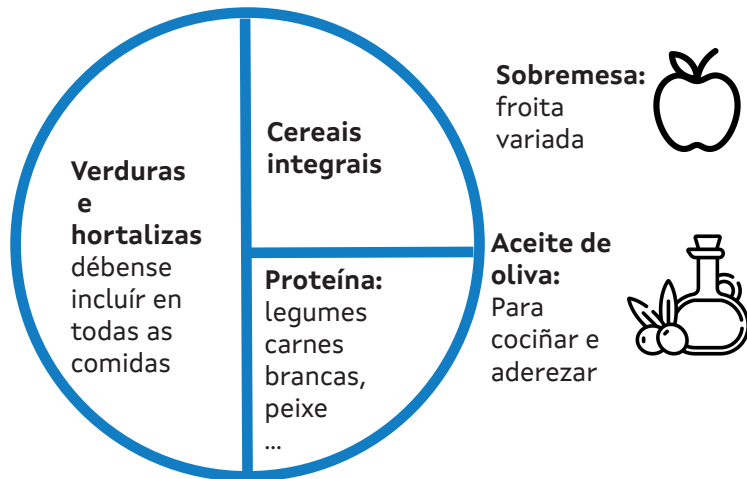 Verduras
e
hortalizas
débense
incluír en
todas as
comidas
Cereais
integrais
Proteína:
legumes
carnes
brancas,
peixe
...
Sobremesa:
froita
variada
Aceite de
oliva:
Para
cociñar e
aderezar